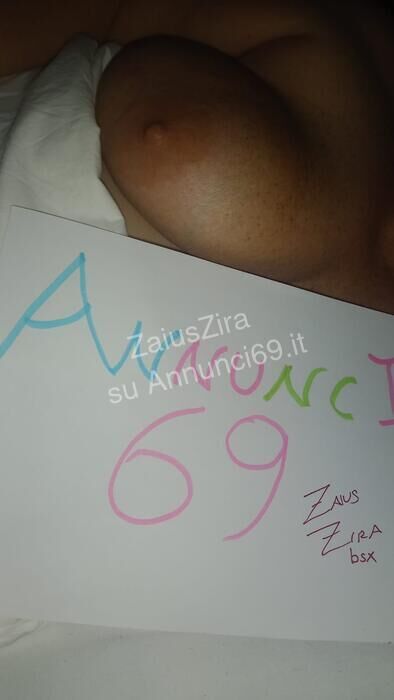 ANNUNCI
69
ZaiusZira
su Annunci69.it
ZAIUS
ZIRA
bsx